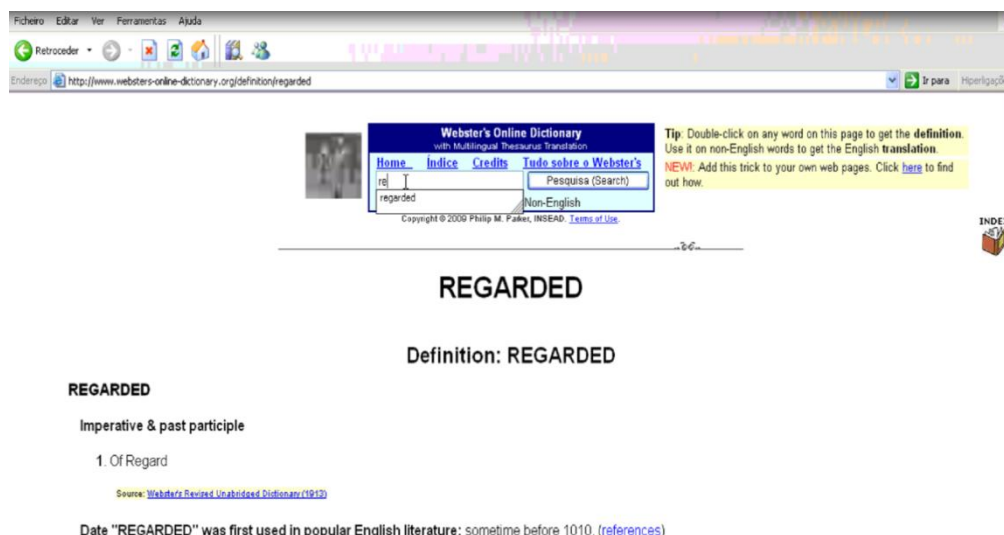 Ficheiro Editar Ver Ferramentas Ajuda
Retroceder
Endereço http://www.websters-online-dictionary.org/definition/regarded Ir para Hiperligaçõ
Webster's Online Dictionary
with Multilingual Thesaurus Translation
Home Índice Credits Tudo sobre o Webster's
re Pesquisa (Search)
regarded
Non-English
Copyright © 2009 Philip M. Parker, INSEAD. Terms of Use.
Tip: Double-click on any word on this page to get the definition.
Use it on non-English words to get the English translation.
NEW!: Add this trick to your own web pages. Click here to find
out how.
INDEX
REGARDED
Definition: REGARDED
REGARDED
Imperative & past participle
1. Of Regard
Source: Webster's Revised Unabridged Dictionary (1913)
Date "REGARDED" was first used in popular English literature: sometime before 1010. (references)